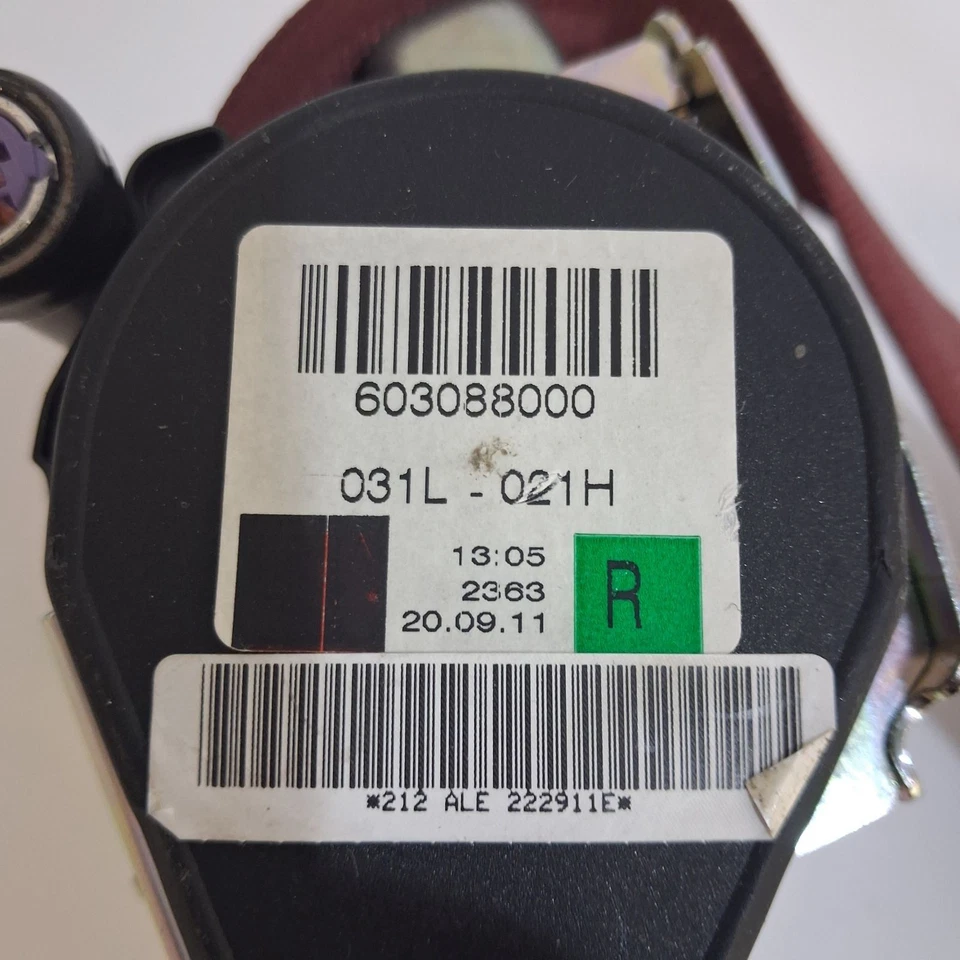 603088000
031L - 021H
13:05
2363
20.09.11
R
*212 ALE 222911E*